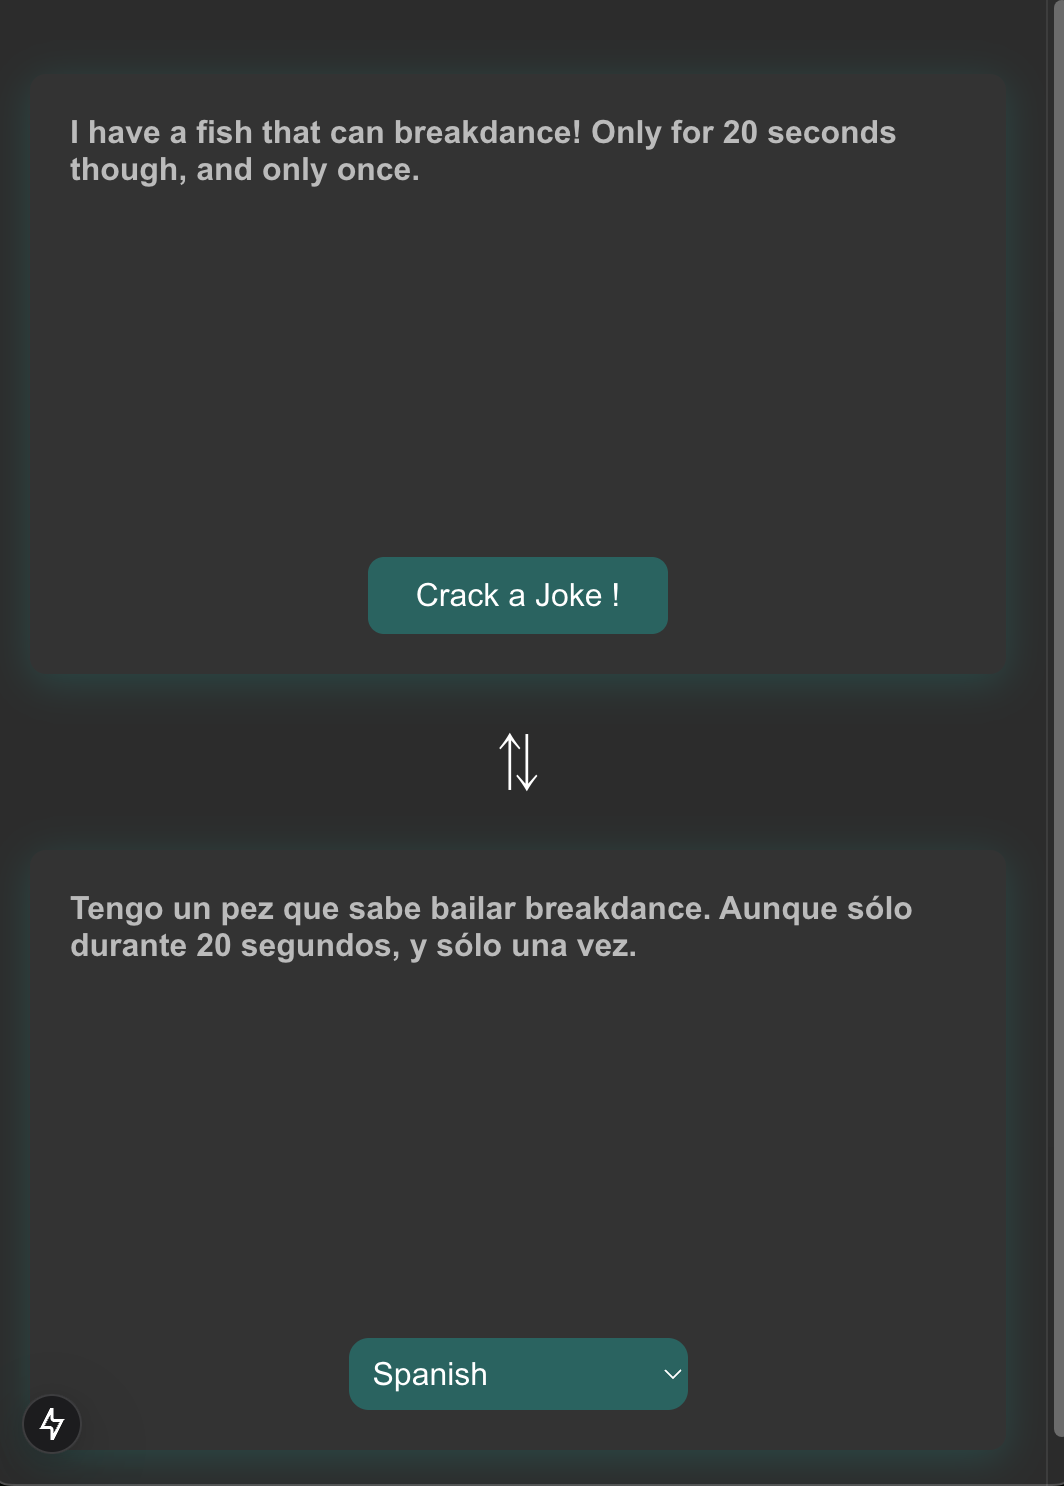 I have a fish that can breakdance! Only for 20 seconds
though, and only once.
Crack a Joke !
Tengo un pez que sabe bailar breakdance. Aunque sólo
durante 20 segundos, y sólo una vez.
Spanish